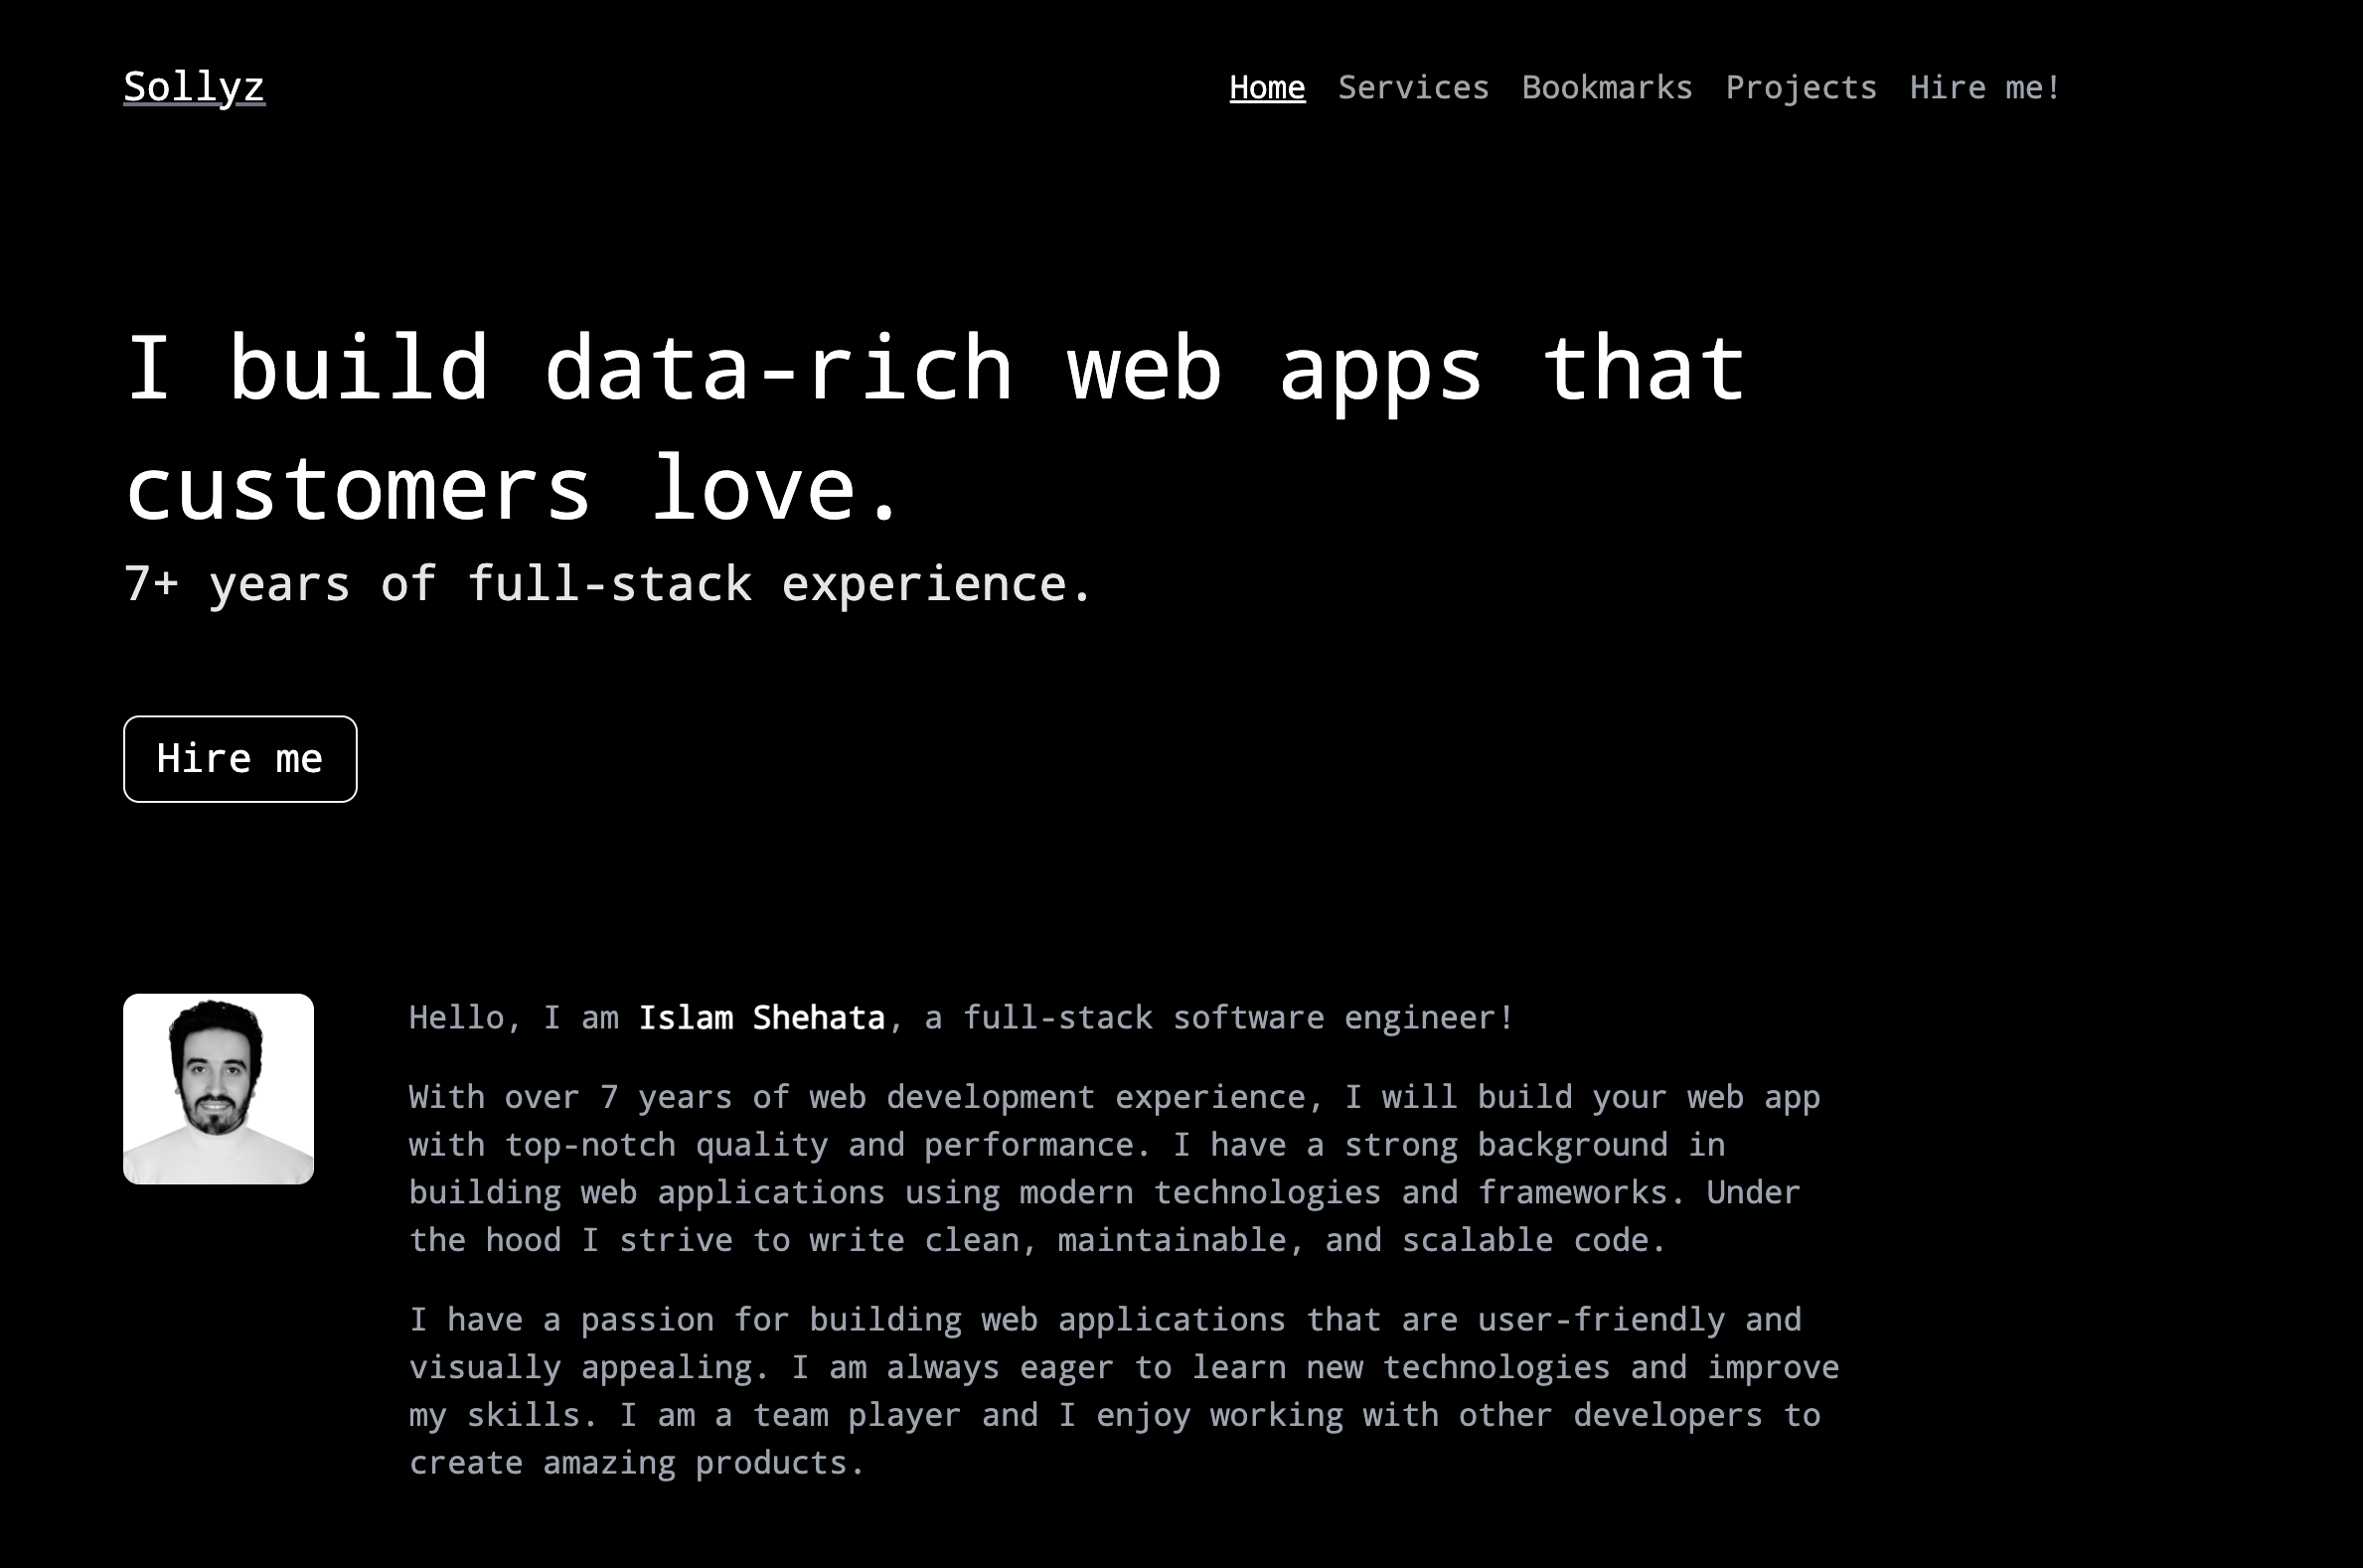 Sollyz
Home Services Bookmarks Projects Hire me!
I build data-rich web apps that
customers love.
7+ years of full-stack experience.
Hire me
Hello, I am Islam Shehata, a full-stack software engineer!
With over 7 years of web development experience, I will build your web app
with top-notch quality and performance. I have a strong background in
building web applications using modern technologies and frameworks. Under
the hood I strive to write clean, maintainable, and scalable code.
I have a passion for building web applications that are user-friendly and
visually appealing. I am always eager to learn new technologies and improve
my skills. I am a team player and I enjoy working with other developers to
create amazing products.